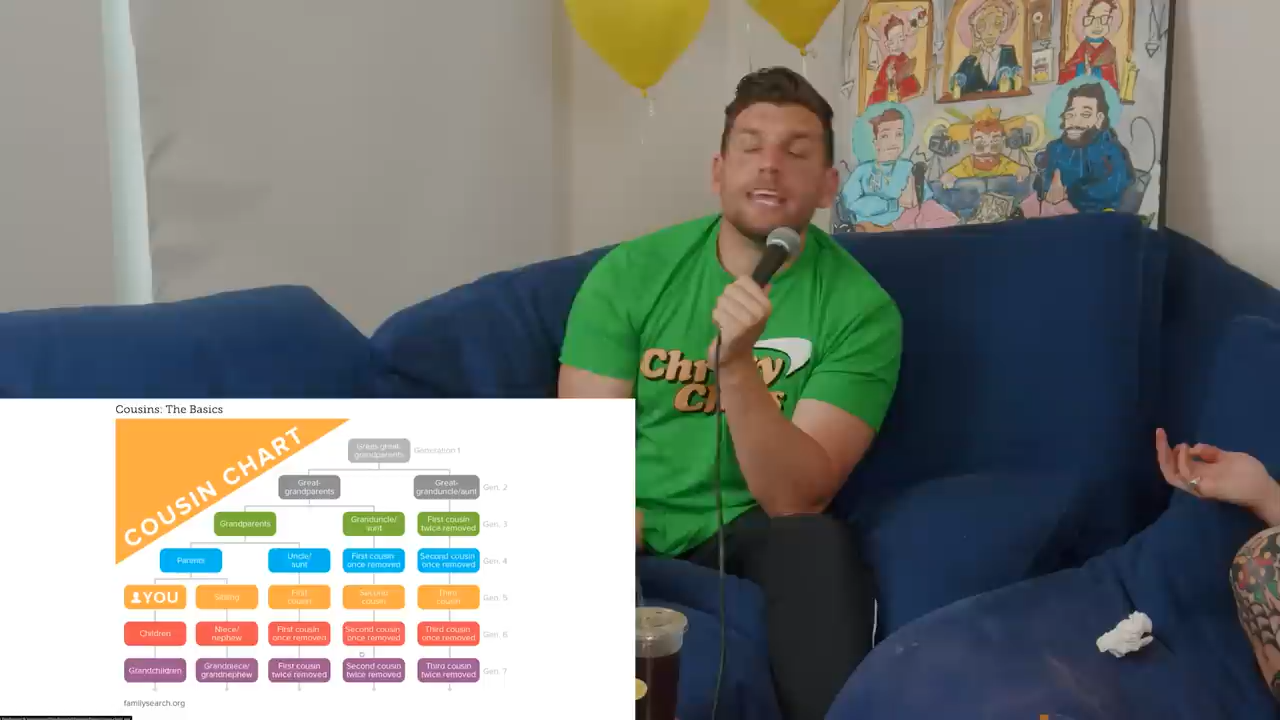 Cousins: The Basics
COUSIN CHART
Great-great-
grandparents
Generation 1
Great-
grandparents
Great-
granduncle/aunt
Gen. 2
Grandparents
Granduncle/
aunt
First cousin
twice removed
Gen. 3
Parents
Uncle/
aunt
First cousin
once removed
Second cousin
once removed
Gen. 4
YOU
Sibling
First
cousin
Second
cousin
Third
cousin
Gen. 5
Children
Niece/
nephew
First cousin
once removed
Second cousin
once removed
Third cousin
once removed
Gen. 6
Grandchildren
Grandniece/
grandnephew
First cousin
twice removed
Second cousin
twice removed
Third cousin
twice removed
Gen. 7
familysearch.org